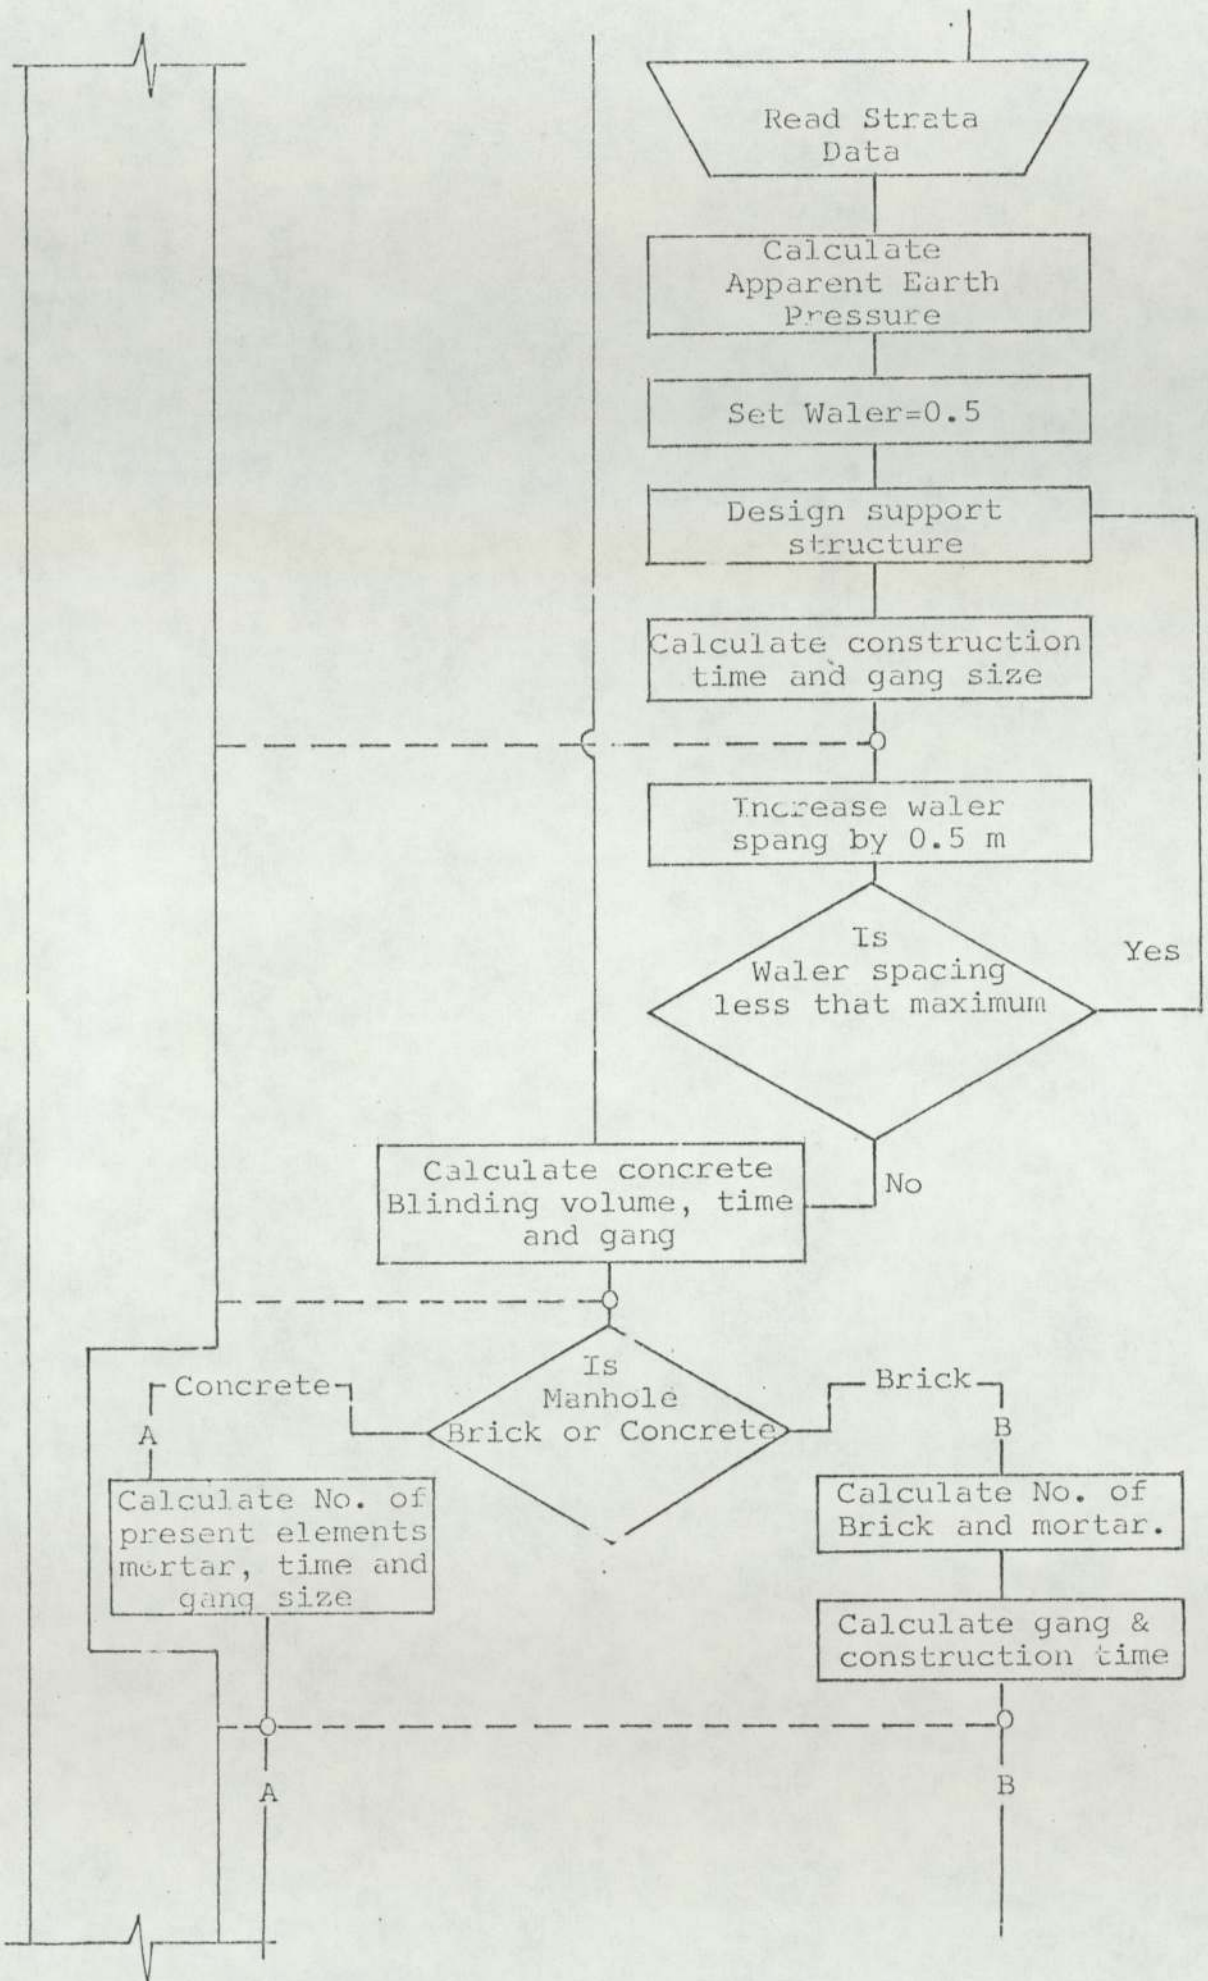 Read Strata
Data
Calculate
Apparent Earth
Pressure
Set Waler=0.5
Design support
structure
Calculate construction
time and gang size
Increase waler
spang by 0.5 m
Is
Waler spacing
less that maximum
Yes
No
Calculate concrete
Blinding volume, time
and gang
Is
Manhole
Brick or Concrete
Concrete
Brick
A
B
Calculate No. of
present elements
mortar, time and
gang size
Calculate No. of
Brick and mortar.
Calculate gang &
construction time
A
B